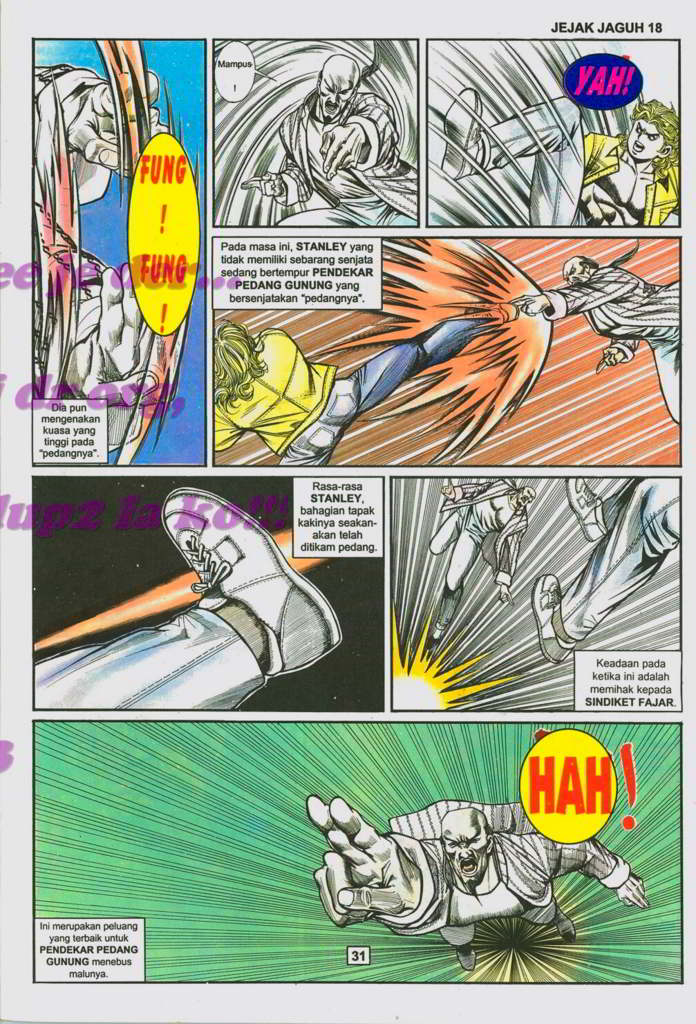 JEJAK JAGUH 18
FUNG
!
FUNG
!
Dia pun
mengenakan
kuasa yang
tinggi pada
"pedangnya".
Mampus
!
YAH!
Pada masa ini, STANLEY yang
tidak memiliki sebarang senjata
sedang bertempur PENDEKAR
PEDANG GUNUNG yang
bersenjatakan "pedangnya".
Rasa-rasa
STANLEY,
bahagian tapak
kakinya seakan-
akan telah
ditikam pedang.
Keadaan pada
ketika ini adalah
memihak kepada
SINDIKET FAJAR.
HAH!
Ini merupakan peluang
yang terbaik untuk
PENDEKAR PEDANG
GUNUNG menebus
malunya.
31